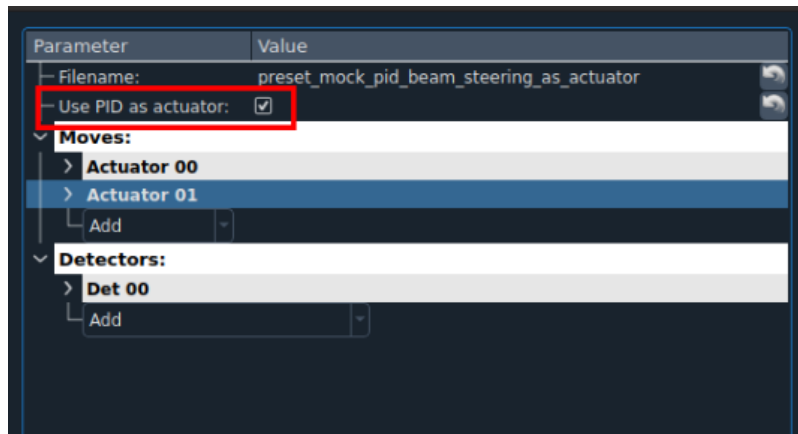 Parameter Value
Filename: preset_mock_pid_beam_steering_as_actuator
Use PID as actuator:
Moves:
Actuator 00
Actuator 01
Add
Detectors:
Det 00
Add